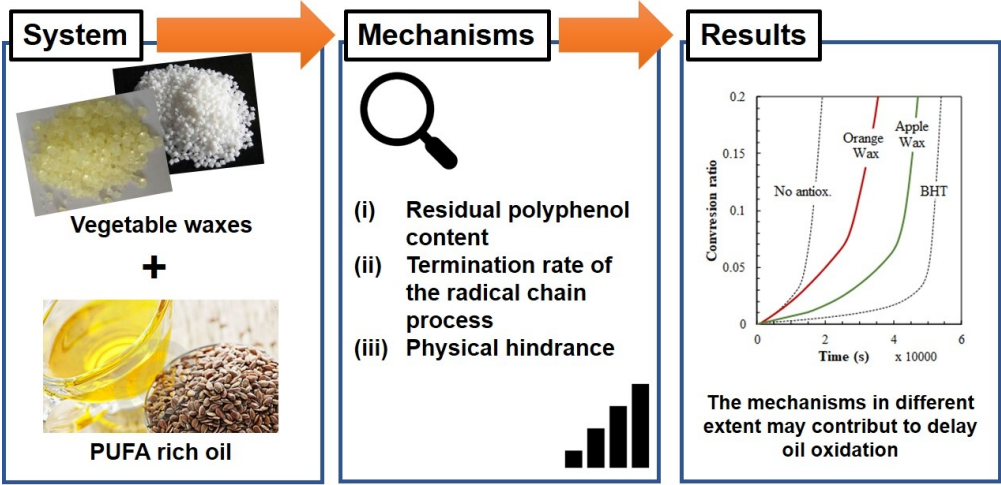 System
Mechanisms
Results
Vegetable waxes
+
PUFA rich oil
(i) Residual polyphenol
content
(ii) Termination rate of
the radical chain
process
(iii) Physical hindrance
Convresion ratio
0.2
0.15
0.1
0.05
0
No antiox.
Orange
Wax
Apple
Wax
BHT
0 2 4 6
Time (s) x 10000
The mechanisms in different
extent may contribut to delay
oil oxidation